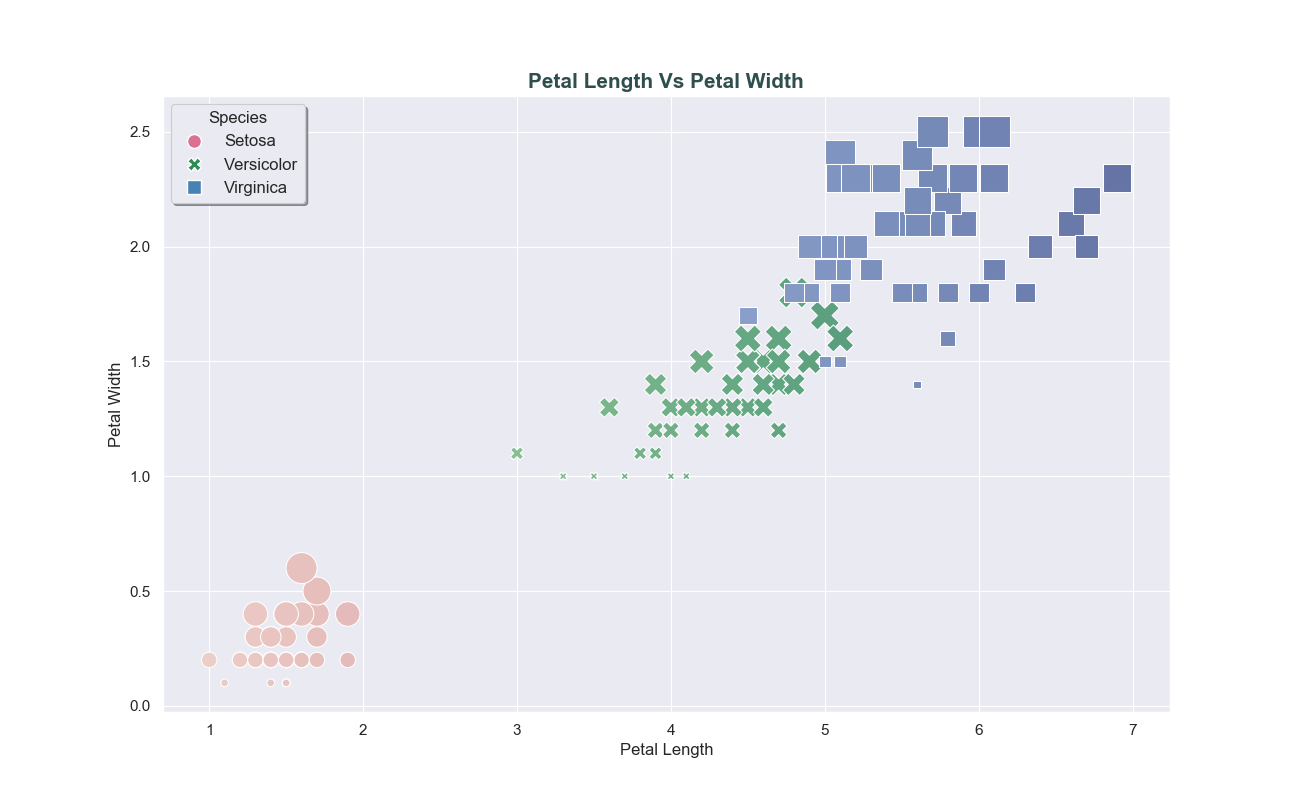 Petal Length Vs Petal Width
Species
Setosa
Versicolor
Virginica
Petal Width
2.5
2.0
1.5
1.0
0.5
0.0
1 2 3 4 5 6 7
Petal Length